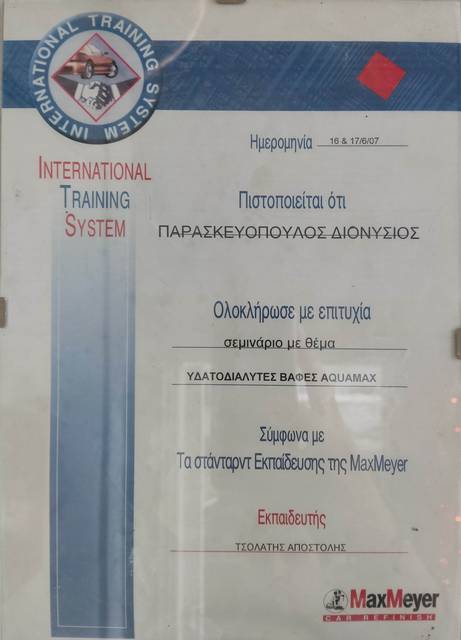 INTERNATIONAL TRAINING SYSTEM
Ημερομηνία 16 & 17/6/07
INTERNATIONAL
TRAINING
SYSTEM
Πιστοποιείται ότι
ΠΑΡΑΣΚΕΥΟΠΟΥΛΟΣ ΔΙΟΝΥΣΙΟΣ
Ολοκλήρωσε με επιτυχία
σεμινάριο με θέμα
ΥΔΑΤΟΔΙΑΛΥΤΕΣ ΒΑΦΕΣ AQUAMAX
Σύμφωνα με
Τα στάνταρντ Εκπαίδευσης της MaxMeyer
Εκπαιδευτής
ΤΣΟΛΑΤΗΣ ΑΠΟΣΤΟΛΗΣ
MaxMeyer
CAR REFINISH